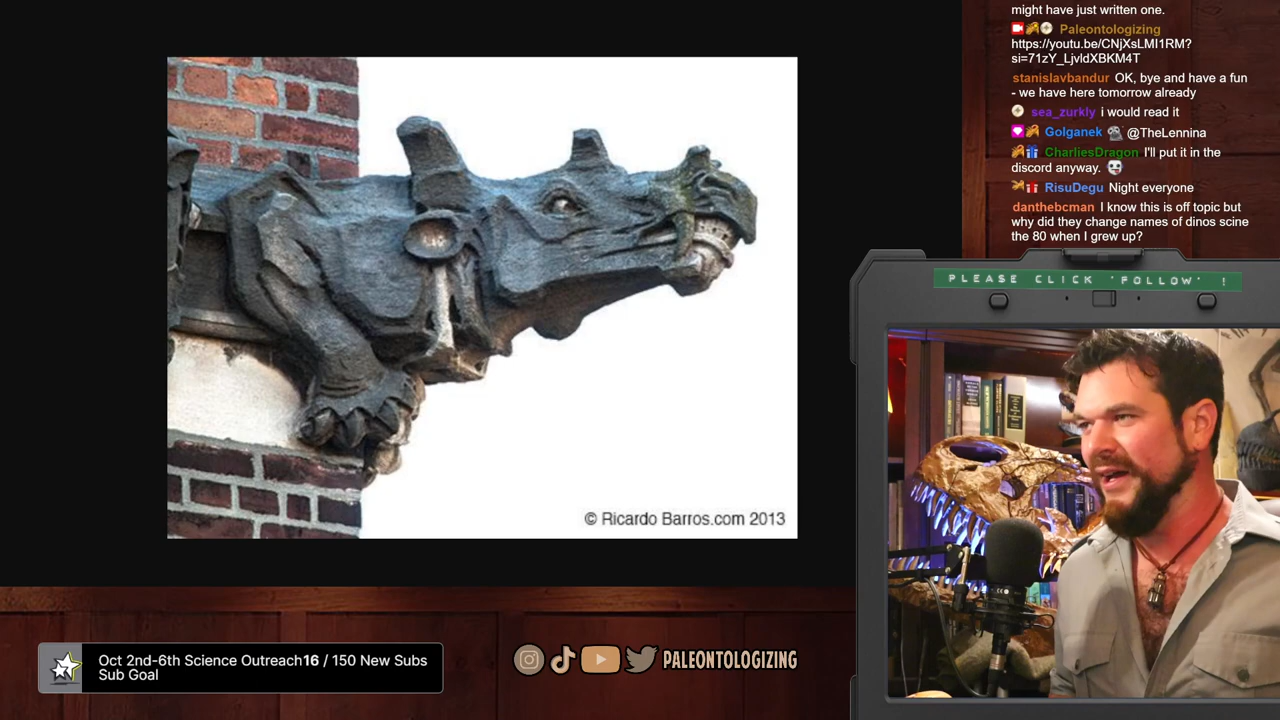 might have just written one.
Paleontologizing
https://youtu.be/CNjXsLMI1RM?
si=71zY_LjvldXBKM4T
stanislavbandur OK, bye and have a fun
- we have here tomorrow already
sea_zurkly i would read it
Golganek @TheLennina
CharliesDragon I'll put it in the
discord anyway.
RisuDegu Night everyone
danthebcman I know this is off topic but
why did they change names of dinos scine
the 80 when I grew up?
PLEASE CLICK 'FOLLOW' !
© Ricardo Barros.com 2013
Oct 2nd-6th Science Outreach16 / 150 New Subs
Sub Goal
PALEONTOLOGIZING